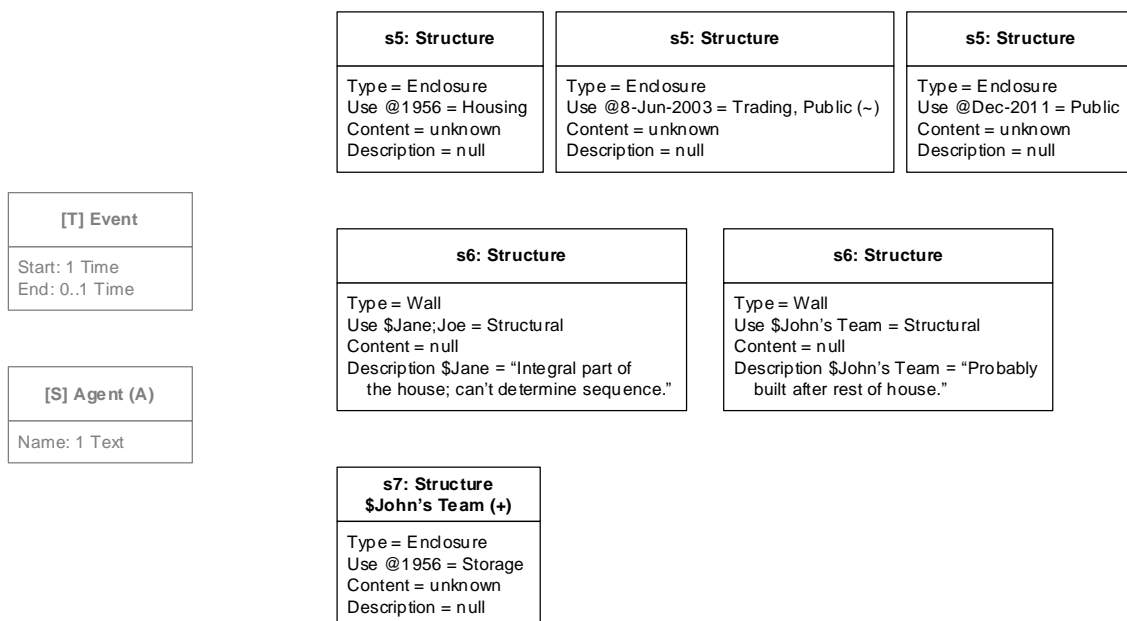 s5: Structure
Type = Enclosure
Use @1956 = Housing
Content = unknown
Description = null
s5: Structure
Type = Enclosure
Use @8-Jun-2003 = Trading, Public (~)
Content = unknown
Description = null
s5: Structure
Type = Enclosure
Use @Dec-2011 = Public
Content = unknown
Description = null
[T] Event
Start: 1 Time
End: 0..1 Time
s6: Structure
Type = Wall
Use $Jane;Joe = Structural
Content = null
Description $Jane = “Integral part of
the house; can’t determine sequence.”
s6: Structure
Type = Wall
Use $John’s Team = Structural
Content = null
Description $John’s Team = “Probably
built after rest of house.”
[S] Agent (A)
Name: 1 Text
s7: Structure
$John’s Team (+)
Type = Enclosure
Use @1956 = Storage
Content = unknown
Description = null